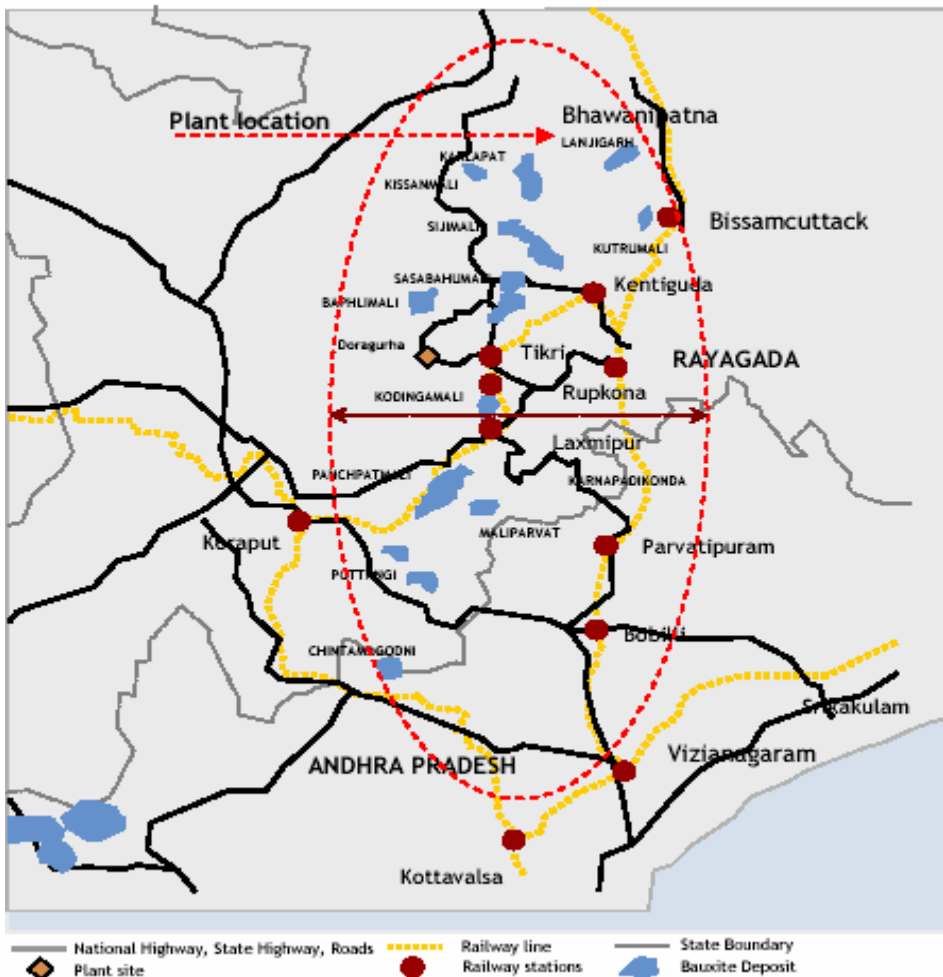 Bhawanipatna
Plant location
LANJIGARH
KARLAPAT
KISSANMALI
Bissamcuttack
SIJIMALI
KUTRUMALI
SASABAHUMALI
Kentiguda
BAPHLIMALI
Doragurha
Tikri
RAYAGADA
Rupkona
KODINGAMALI
Laxmipur
PANCHPATMALI
KARNAPADIKONDA
MALIPARVAT
Koraput
Parvatipuram
POTTANGI
Bobilli
CHINTAMGODNI
Srikakulam
Vizianagaram
ANDHRA PRADESH
Kottavalsa
National Highway, State Highway, Roads
Railway line
State Boundary
Plant site
Railway stations
Bauxite Deposit